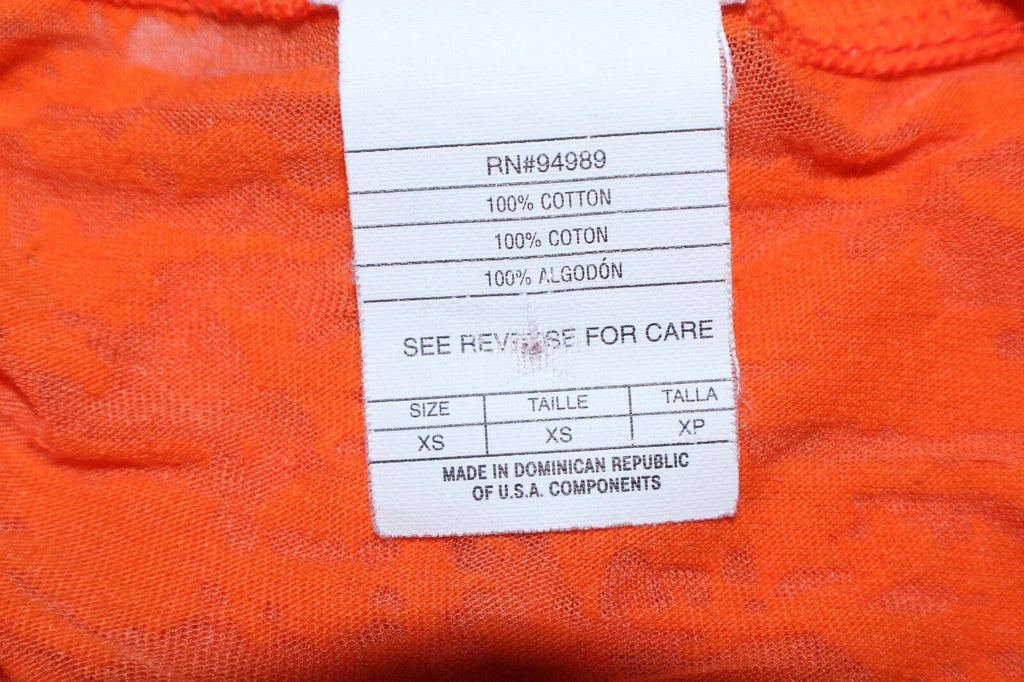 RN#94989
100% COTTON
100% COTON
100% ALGODÓN
SEE REVERSE FOR CARE
SIZE TAILLE TALLA
XS XS XP
MADE IN DOMINICAN REPUBLIC
OF U.S.A. COMPONENTS